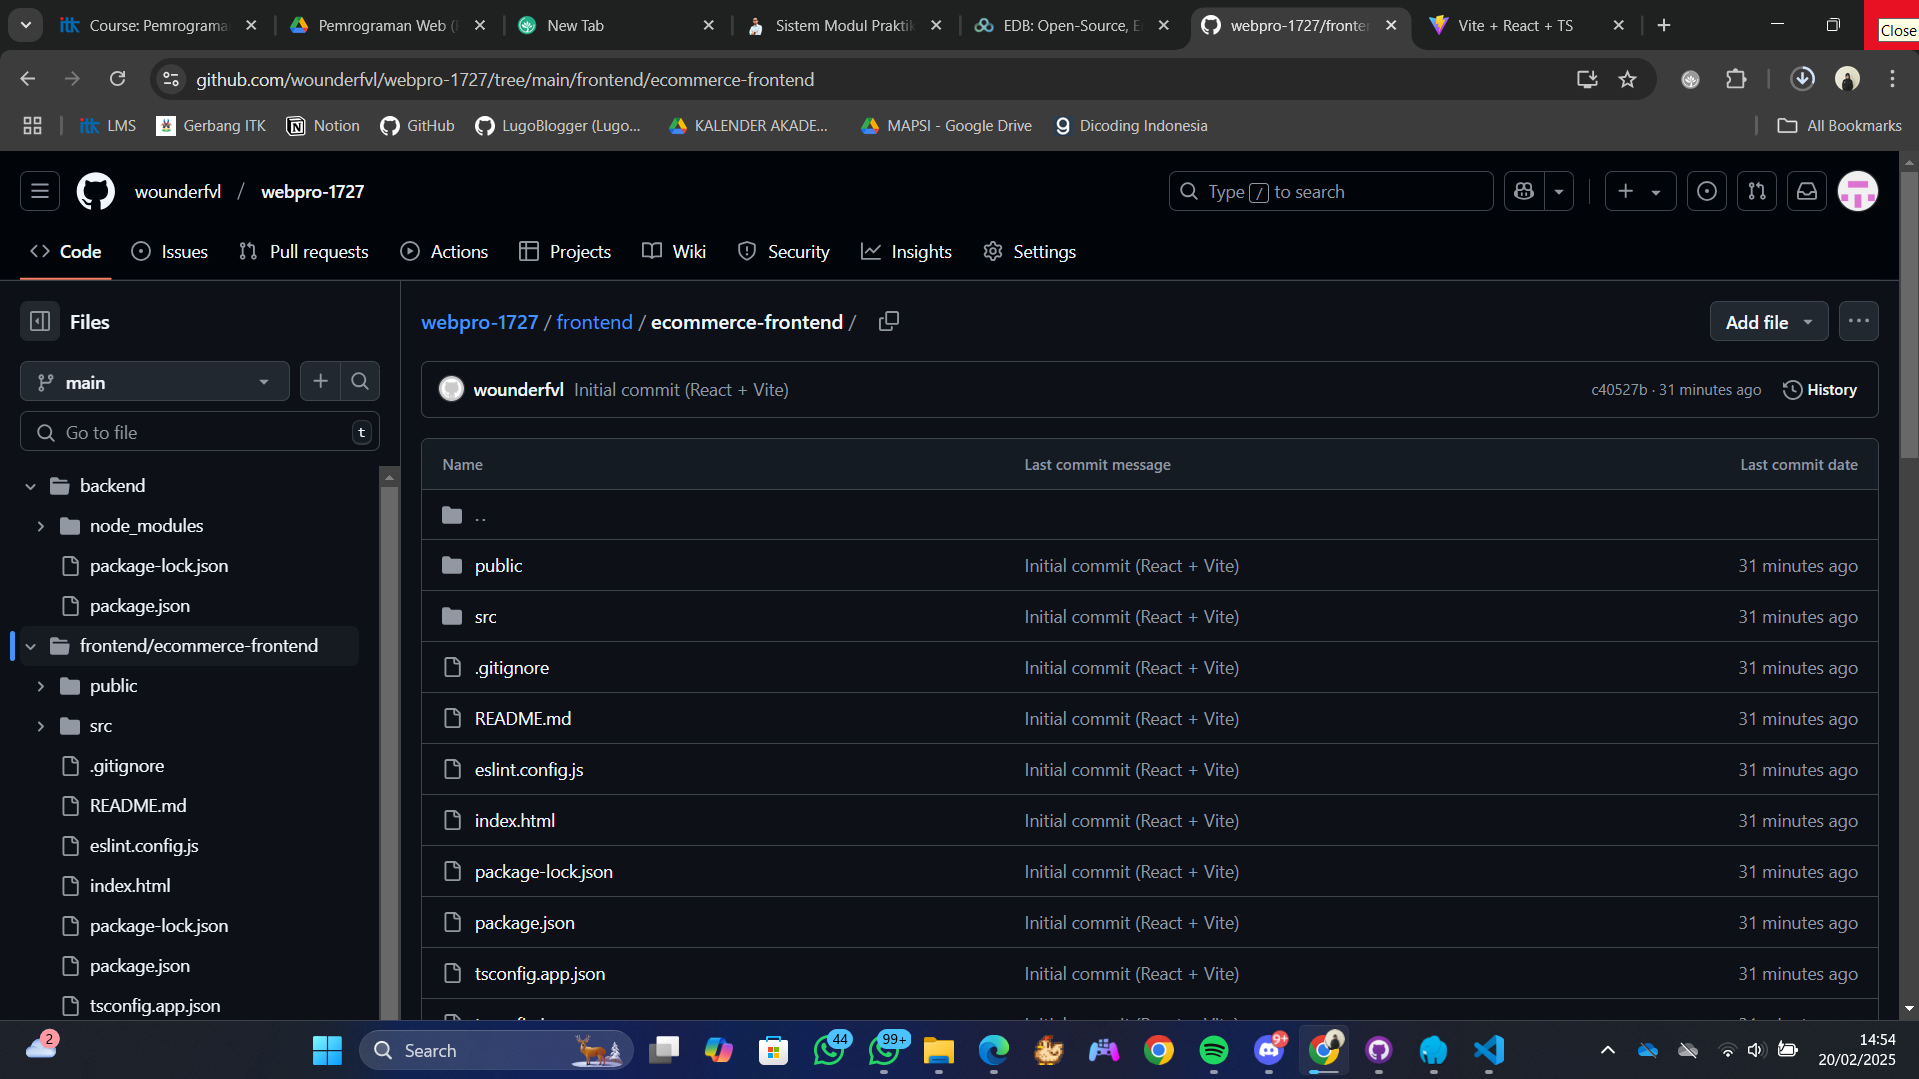 Course: Pemrograma
Pemrograman Web (
New Tab
Sistem Modul Praktik
EDB: Open-Source, E
webpro-1727/fronte
Vite + React + TS
Close
github.com/wounderfvl/webpro-1727/tree/main/frontend/ecommerce-frontend
itk LMS
Gerbang ITK
Notion
GitHub
LugoBlogger (Lugo...
KALENDER AKADE...
MAPSI - Google Drive
Dicoding Indonesia
All Bookmarks
wounderfvl / webpro-1727
Type / to search
Code
Issues
Pull requests
Actions
Projects
Wiki
Security
Insights
Settings
Files
main
Go to file
t
backend
node_modules
package-lock.json
package.json
frontend/ecommerce-frontend
public
src
.gitignore
README.md
eslint.config.js
index.html
package-lock.json
package.json
tsconfig.app.json
webpro-1727 / frontend / ecommerce-frontend /
Add file
wounderfvl Initial commit (React + Vite)
c40527b · 31 minutes ago
History
Name Last commit message Last commit date
..
public Initial commit (React + Vite) 31 minutes ago
src Initial commit (React + Vite) 31 minutes ago
.gitignore Initial commit (React + Vite) 31 minutes ago
README.md Initial commit (React + Vite) 31 minutes ago
eslint.config.js Initial commit (React + Vite) 31 minutes ago
index.html Initial commit (React + Vite) 31 minutes ago
package-lock.json Initial commit (React + Vite) 31 minutes ago
package.json Initial commit (React + Vite) 31 minutes ago
tsconfig.app.json Initial commit (React + Vite) 31 minutes ago
2
Search
44
99+
9+
14:54
20/02/2025